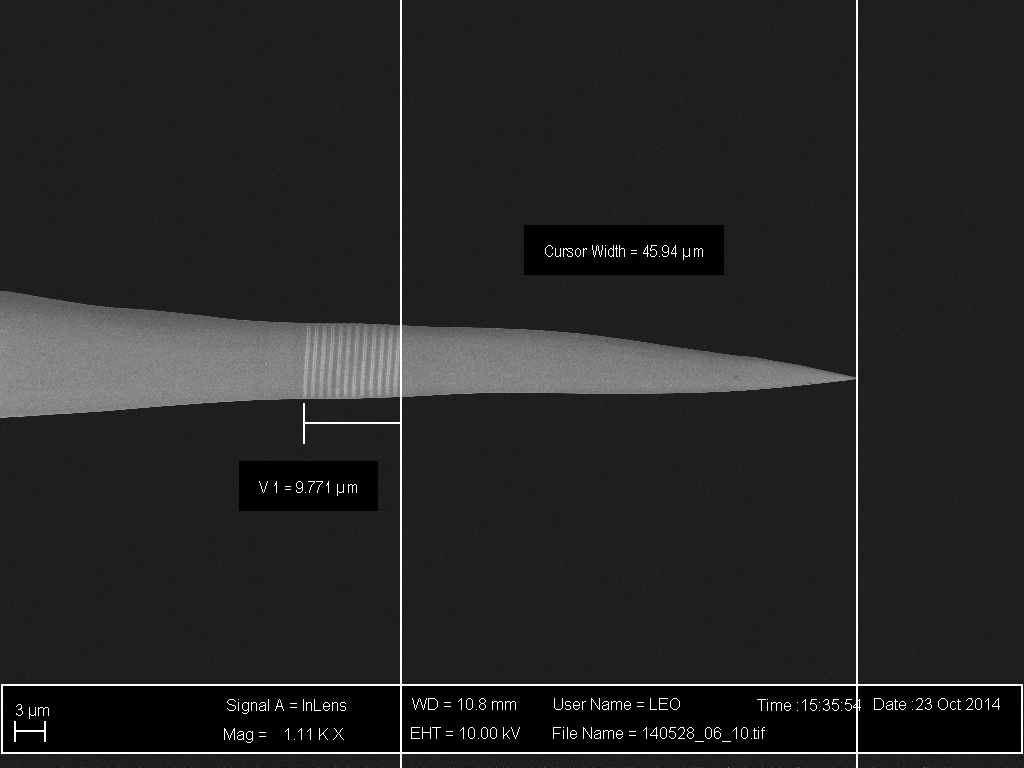 Cursor Width = 45.94 µm
V 1 = 9.771 µm
3 µm
Signal A = InLens
WD = 10.8 mm
User Name = LEO
Time :15:35:54
Date :23 Oct 2014
Mag = 1.11 K X
EHT = 10.00 kV
File Name = 140528_06_10.tif